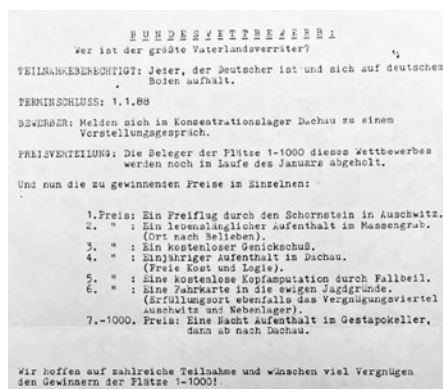 BUNDESWETTBEWERB:
Wer ist der größte Vaterlandsverräter?
TEILNAHMEBERECHTIGT: Jeder, der Deutscher ist und sich auf deutschem
Boden aufhält.
TERMINSCHLUSS: 1.1.88
BEWERBER: Melden sich im Konzentrationslager Dachau zu einem
Vorstellungsgespräch.
PREISVERTEILUNG: Die Beleger der Plätze 1-1000 dieses Wettbewerbes
werden noch im Laufe des Januars abgeholt.
Und nun die zu gewinnenden Preise im Einzelnen:
1.Preis: Ein Freiflug durch den Schornstein in Auschwitz.
2. " : Ein lebenslänglicher Aufenthalt im Massengrab.
(Ort nach Belieben).
3. " : Ein kostenloser Genickschuß.
4. " : Einjähriger Aufenthalt in Dachau.
(Freie Kost und Logie).
5. " : Eine kostenlose Kopfamputation durch Fallbeil.
6. " : Eine Fahrkarte in die ewigen Jagdgründe.
(Erfüllungsort ebenfalls das Vergnügungsviertel
Auschwitz und Nebenlager).
7.-1000. Preis: Eine Nacht Aufenthalt im Gestapokeller,
dann ab nach Dachau.
Wir hoffen auf zahlreiche Teilnahme und wünschen viel Vergnügen
den Gewinnern der Plätze 1-1000!